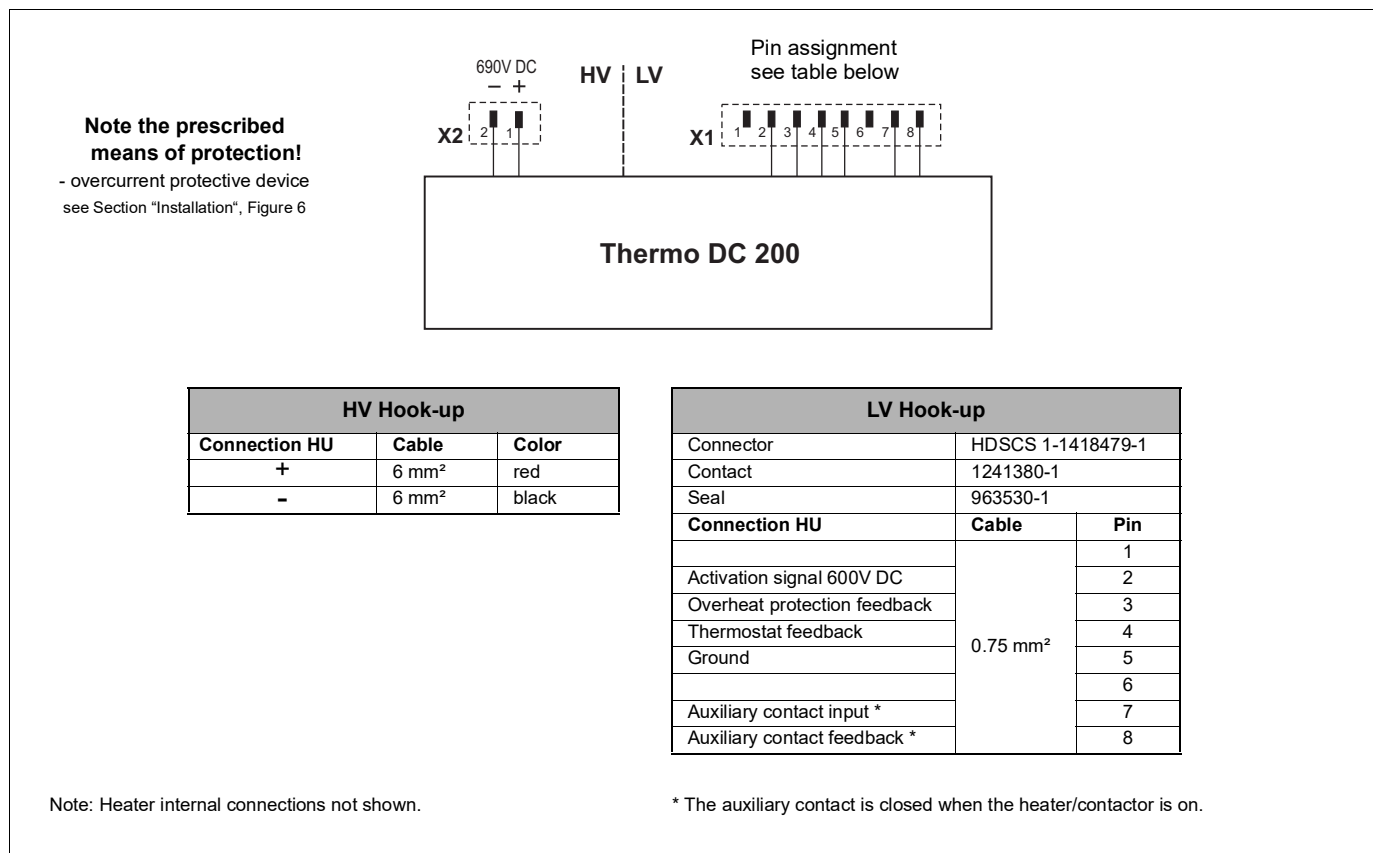 Note the prescribed
means of protection!
- overcurrent protective device
see Section “Installation“, Figure 6
690V DC
− +
HV LV
X2 2 1
Pin assignment
see table below
X1 1 2 3 4 5 6 7 8
Thermo DC 200
HV Hook-up
Connection HU Cable Color
+ 6 mm² red
- 6 mm² black
LV Hook-up
Connector HDSCS 1-1418479-1
Contact 1241380-1
Seal 963530-1
Connection HU Cable Pin
1
Activation signal 600V DC 2
Overheat protection feedback 3
Thermostat feedback 4
0.75 mm²
Ground 5
6
Auxiliary contact input * 7
Auxiliary contact feedback * 8
Note: Heater internal connections not shown.
* The auxiliary contact is closed when the heater/contactor is on.